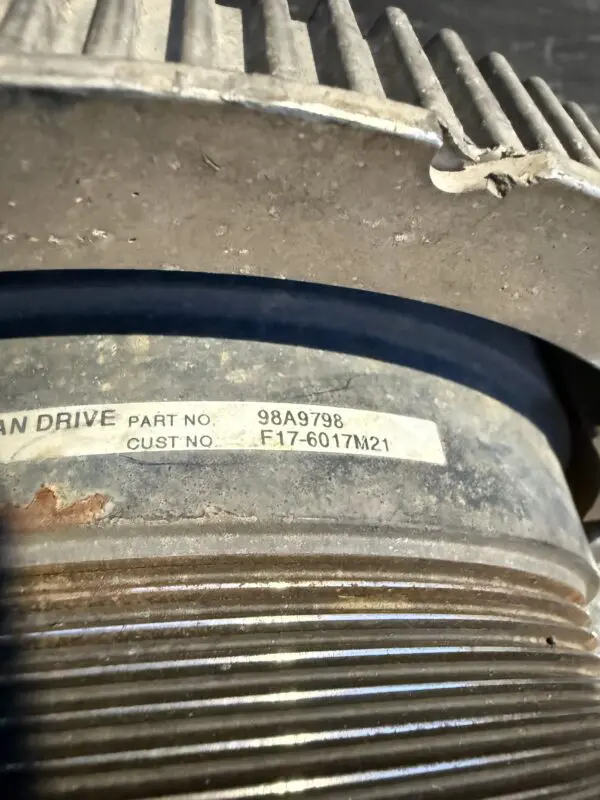 AN DRIVE PART NO. 98A9798
CUST NO. F17-6017M21